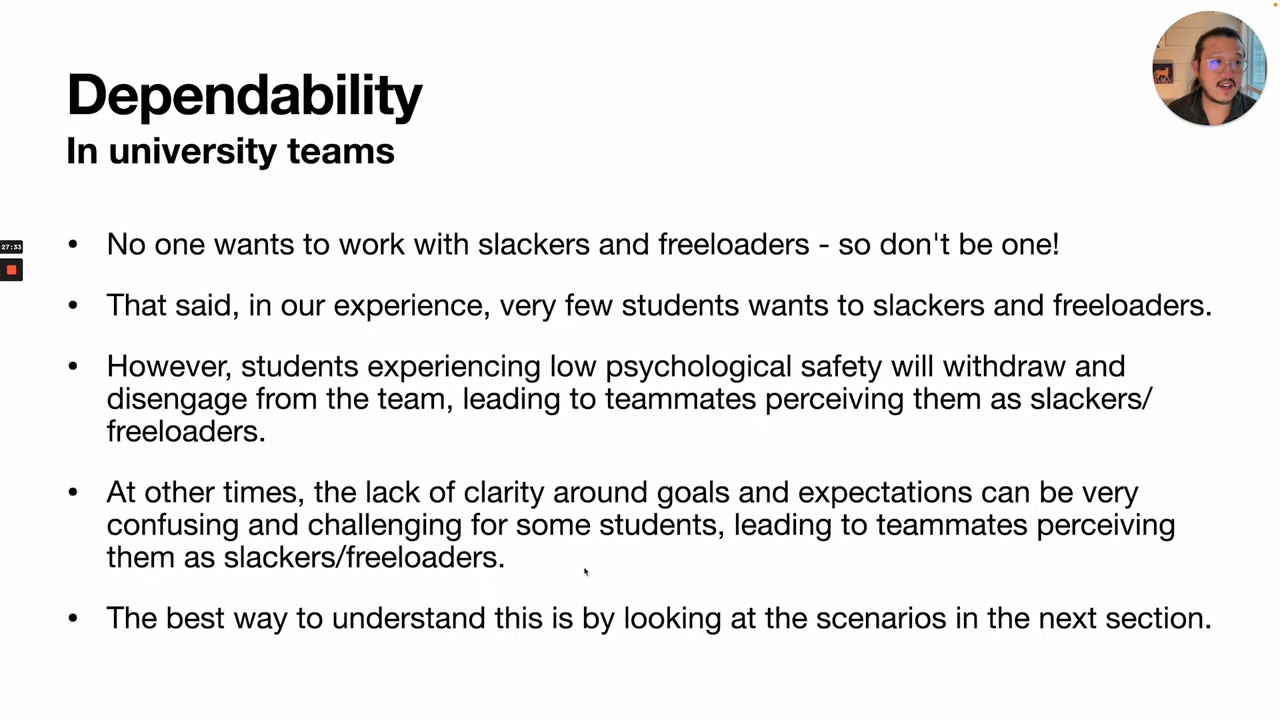 Dependability
In university teams
27:33
• No one wants to work with slackers and freeloaders - so don't be one!
• That said, in our experience, very few students wants to slackers and freeloaders.
• However, students experiencing low psychological safety will withdraw and
disengage from the team, leading to teammates perceiving them as slackers/
freeloaders.
• At other times, the lack of clarity around goals and expectations can be very
confusing and challenging for some students, leading to teammates perceiving
them as slackers/freeloaders.
• The best way to understand this is by looking at the scenarios in the next section.